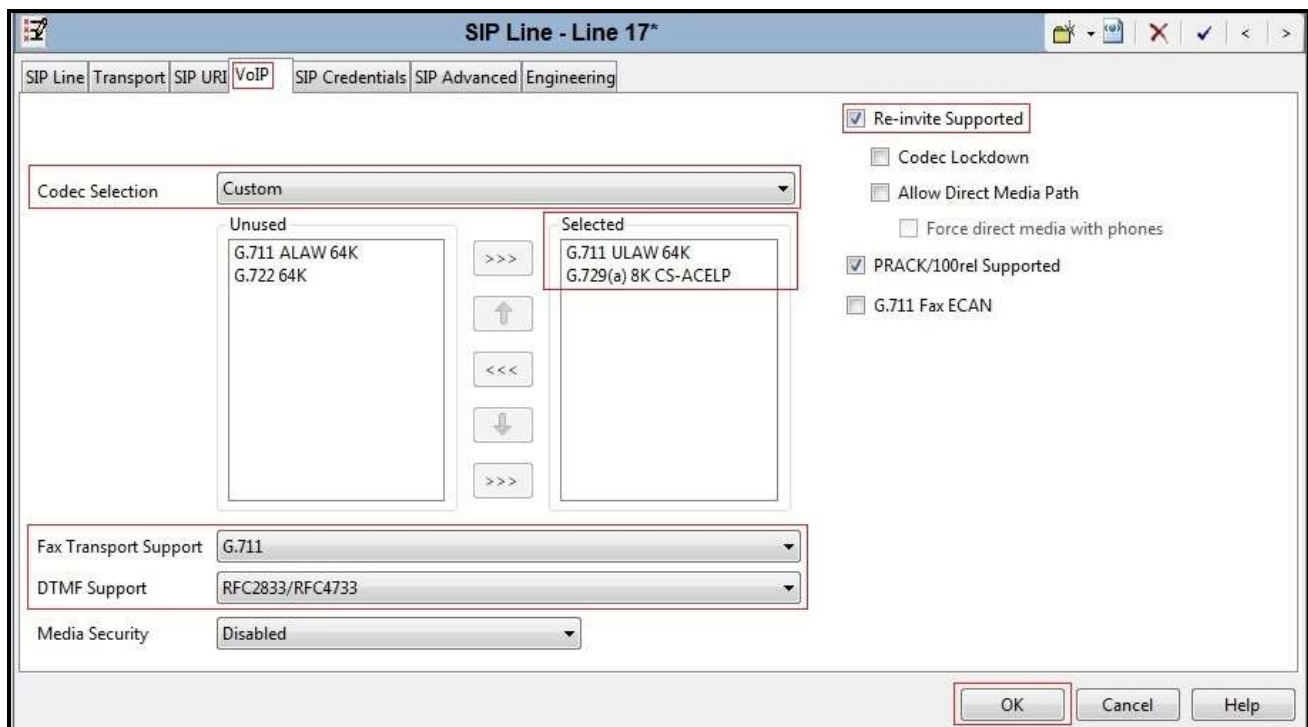 SIP Line - Line 17*
SIP Line Transport SIP URI VoIP SIP Credentials SIP Advanced Engineering
Re-invite Supported
Codec Lockdown
Allow Direct Media Path
Force direct media with phones
PRACK/100rel Supported
G.711 Fax ECAN
Codec Selection Custom
Unused
G.711 ALAW 64K
G.722 64K
>>>
<<<
>>>
Selected
G.711 ULAW 64K
G.729(a) 8K CS-ACELP
Fax Transport Support G.711
DTMF Support RFC2833/RFC4733
Media Security Disabled
OK Cancel Help